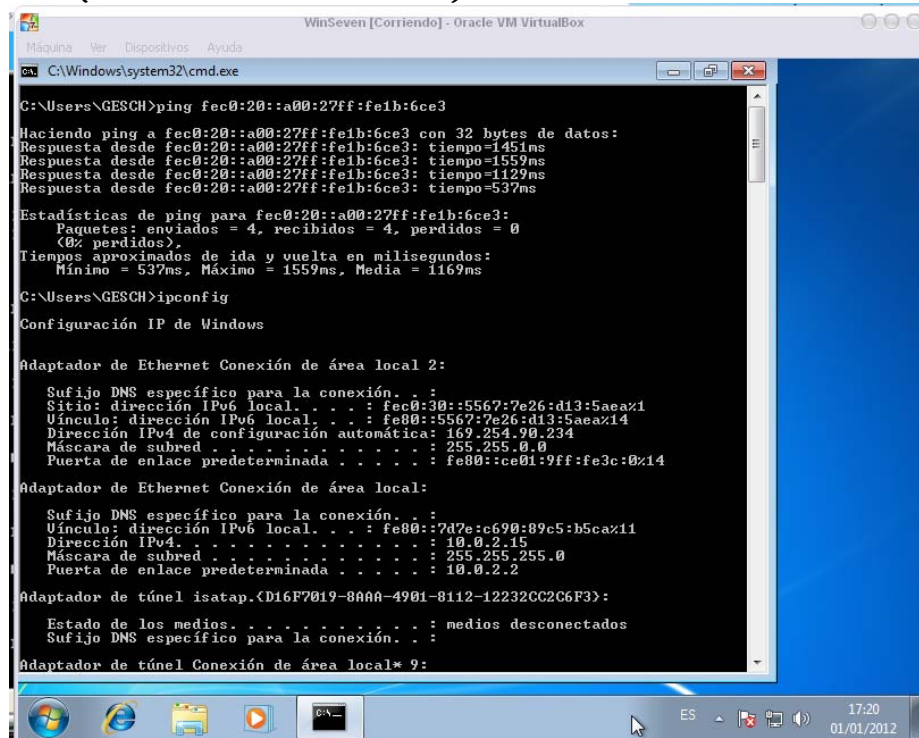 WinSeven [Corriendo] - Oracle VM VirtualBox
Máquina Ver Dispositivos Ayuda
C:\Windows\system32\cmd.exe
C:\Users\GESCH>ping fec0:20::a00:27ff:fe1b:6ce3
Haciendo ping a fec0:20::a00:27ff:fe1b:6ce3 con 32 bytes de datos:
Respuesta desde fec0:20::a00:27ff:fe1b:6ce3: tiempo=1451ms
Respuesta desde fec0:20::a00:27ff:fe1b:6ce3: tiempo=1559ms
Respuesta desde fec0:20::a00:27ff:fe1b:6ce3: tiempo=1129ms
Respuesta desde fec0:20::a00:27ff:fe1b:6ce3: tiempo=537ms
Estadísticas de ping para fec0:20::a00:27ff:fe1b:6ce3:
Paquetes: enviados = 4, recibidos = 4, perdidos = 0
(0% perdidos),
Tiempos aproximados de ida y vuelta en milisegundos:
Mínimo = 537ms, Máximo = 1559ms, Media = 1169ms
C:\Users\GESCH>ipconfig
Configuración IP de Windows
Adaptador de Ethernet Conexión de área local 2:
Sufijo DNS específico para la conexión. . :
Sitio: dirección IPv6 local. . . . : fec0:30::5567:7e26:d13:5aea%1
Vínculo: dirección IPv6 local. . . : fe80::5567:7e26:d13:5aea%14
Dirección IPv4 de configuración automática: 169.254.90.234
Máscara de subred . . . . . . . . . . . . : 255.255.0.0
Puerta de enlace predeterminada . . . . . : fe80::ce01:9ff:fe3c:0%14
Adaptador de Ethernet Conexión de área local:
Sufijo DNS específico para la conexión. . :
Vínculo: dirección IPv6 local. . . : fe80::7d7e:c690:89c5:b5ca%11
Dirección IPv4. . . . . . . . . . . . . . : 10.0.2.15
Máscara de subred . . . . . . . . . . . . : 255.255.255.0
Puerta de enlace predeterminada . . . . . : 10.0.2.2
Adaptador de túnel isatap.{D16F7019-8AAA-4901-8112-12232CC2C6F3}:
Estado de los medios. . . . . . . . . . . : medios desconectados
Sufijo DNS específico para la conexión. . :
Adaptador de túnel Conexión de área local* 9:
C:\
ES
17:20
01/01/2012